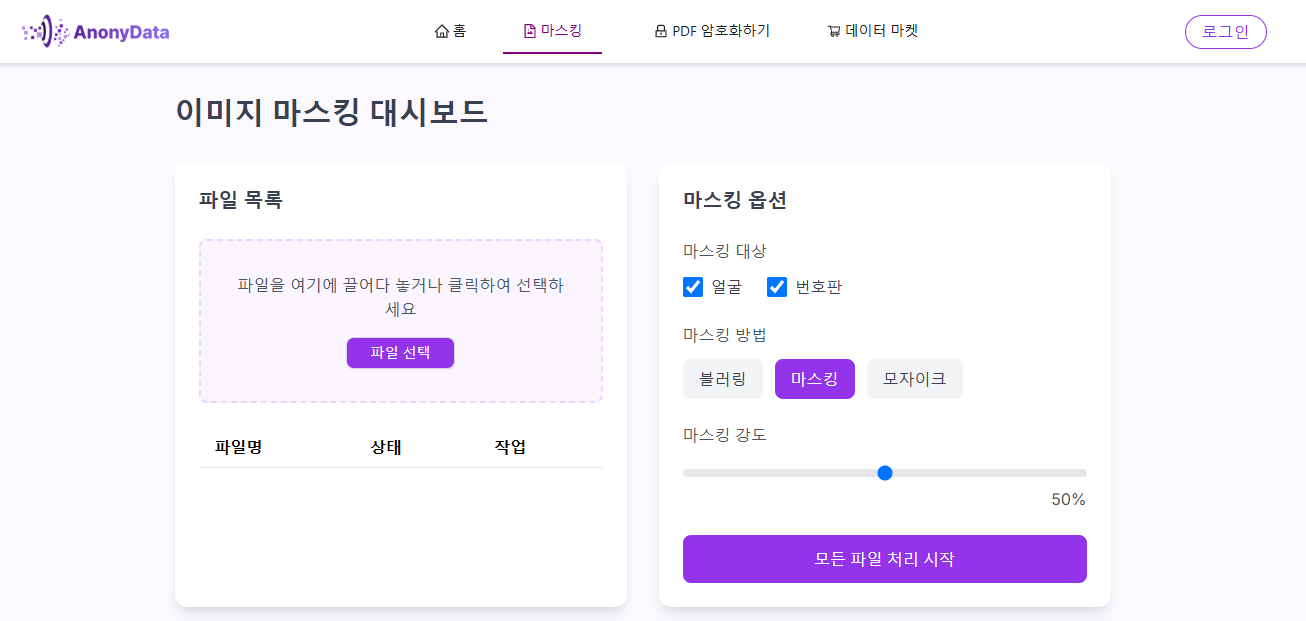 AnonyData
홈
마스킹
PDF 암호화하기
데이터 마켓
로그인
이미지 마스킹 대시보드
파일 목록
파일을 여기에 끌어다 놓거나 클릭하여 선택하
세요
파일 선택
파일명 상태 작업
마스킹 옵션
마스킹 대상
얼굴 번호판
마스킹 방법
블러링 마스킹 모자이크
마스킹 강도
50%
모든 파일 처리 시작